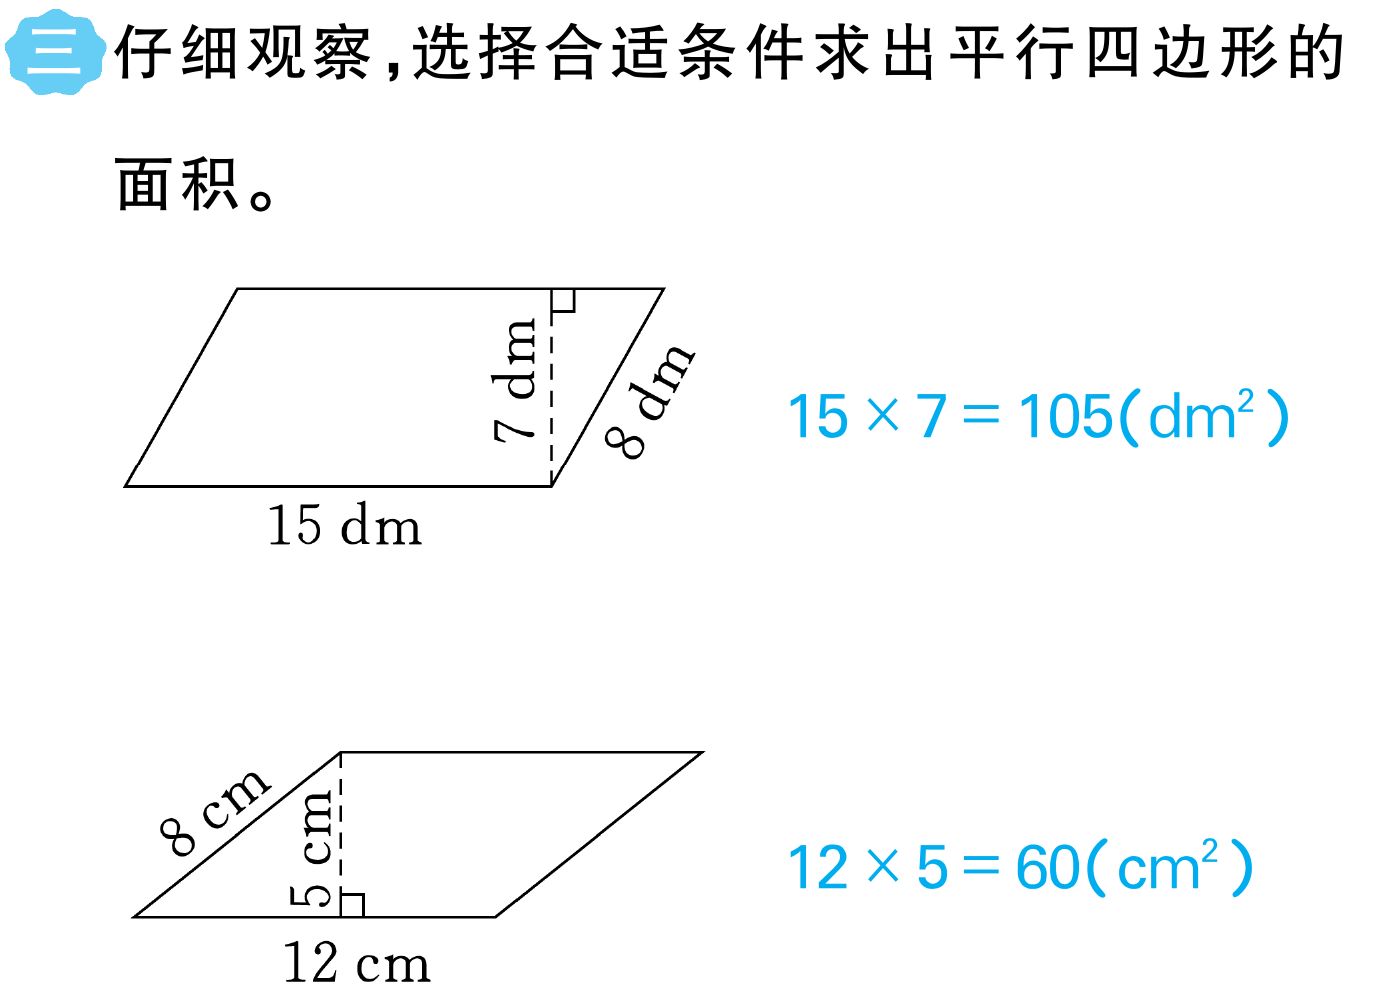 三 仔细观察,选择合适条件求出平行四边形的
面积。
7 dm
8 dm
15 × 7 = 105(dm²)
15 dm
8 cm
5 cm
12 × 5 = 60(cm²)
12 cm